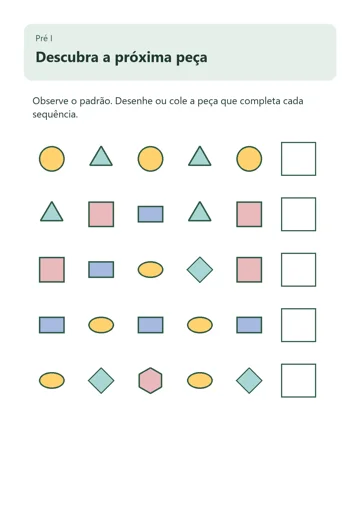 Pré I
Descubra a próxima peça
Observe o padrão. Desenhe ou cole a peça que completa cada
sequência.